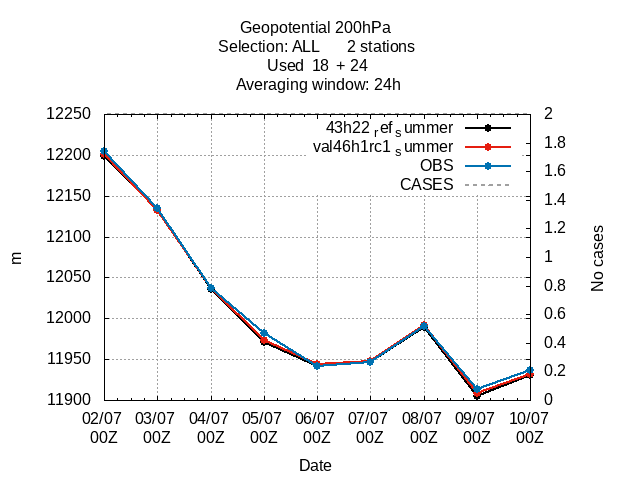 Geopotential 200hPa
Selection: ALL      2 stations
Used  18  + 24
Averaging window: 24h
12250
12200
12150
12100
12050
12000
11950
11900
m
43h22 ref summer
val46h1rc1 summer
OBS
CASES
2
1.8
1.6
1.4
1.2
1
0.8
0.6
0.4
0.2
0
No cases
02/07 03/07 04/07 05/07 06/07 07/07 08/07 09/07 10/07
00Z 00Z 00Z 00Z 00Z 00Z 00Z 00Z 00Z
Date